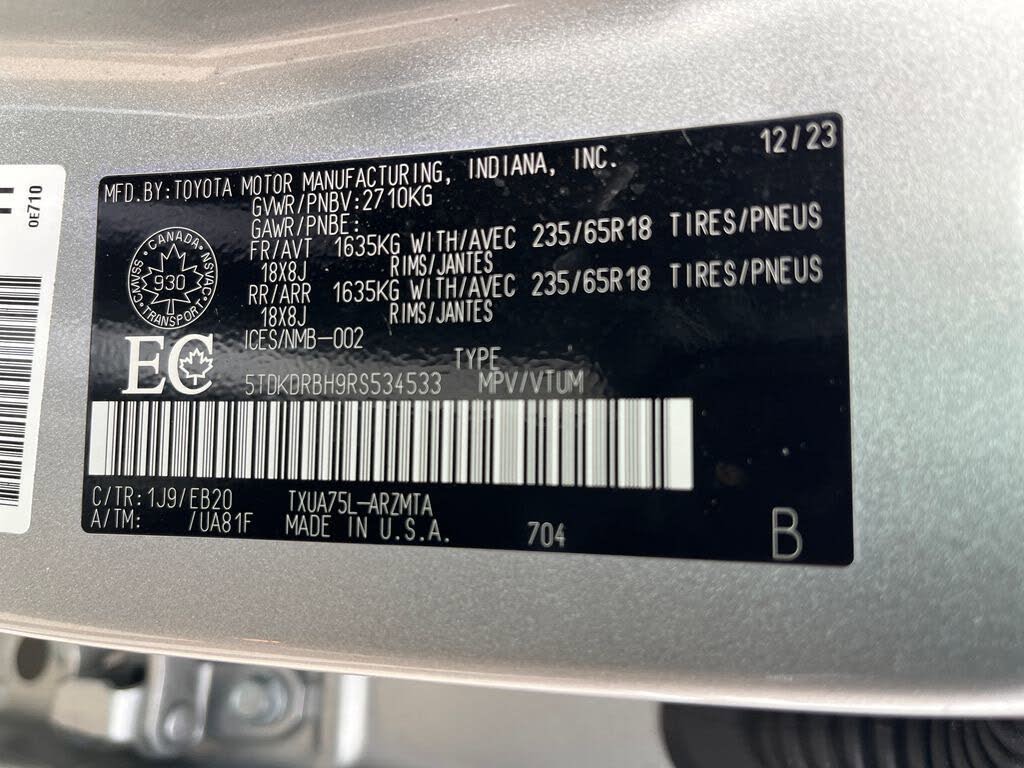 12/23
MFD.BY:TOYOTA MOTOR MANUFACTURING, INDIANA, INC.
GVWR/PNBV:2710KG
GAWR/PNBE:
FR/AVT 1635KG WITH/AVEC 235/65R18 TIRES/PNEUS
18X8J RIMS/JANTES
RR/ARR 1635KG WITH/AVEC 235/65R18 TIRES/PNEUS
18X8J RIMS/JANTES
ICES/NMB-002
CANADA
CMVSS 930 NSVAC
TRANSPORT
EC
TYPE
5TDKDRBH9RS534533 MPV/VTUM
C/TR:1J9/EB20 TXUA75L-ARZMTA
A/TM: /UA81F MADE IN U.S.A. 704
B
0E710